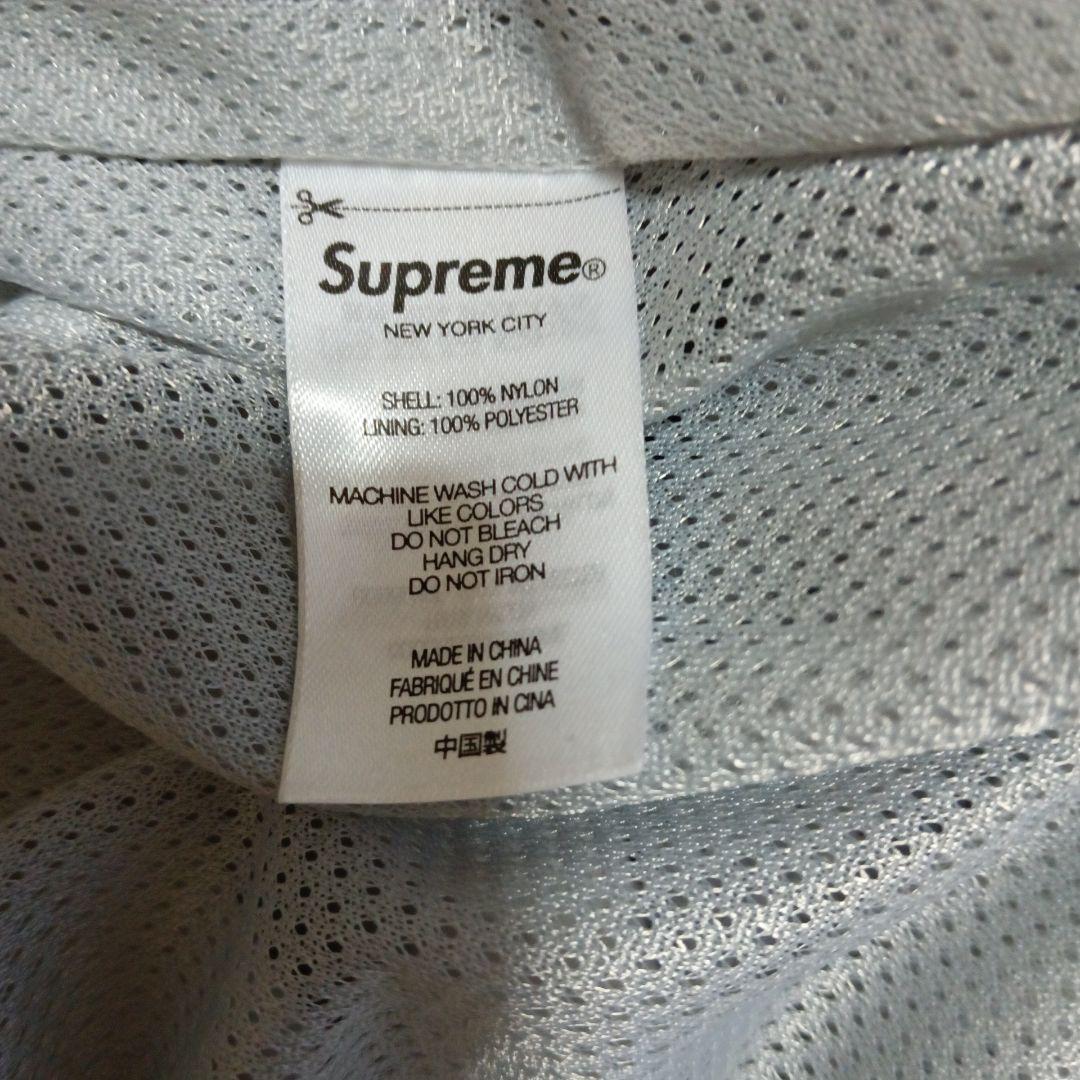 Supreme®
NEW YORK CITY
SHELL: 100% NYLON
LINING: 100% POLYESTER
MACHINE WASH COLD WITH
LIKE COLORS
DO NOT BLEACH
HANG DRY
DO NOT IRON
MADE IN CHINA
FABRIQUÉ EN CHINE
PRODOTTO IN CINA
中国製